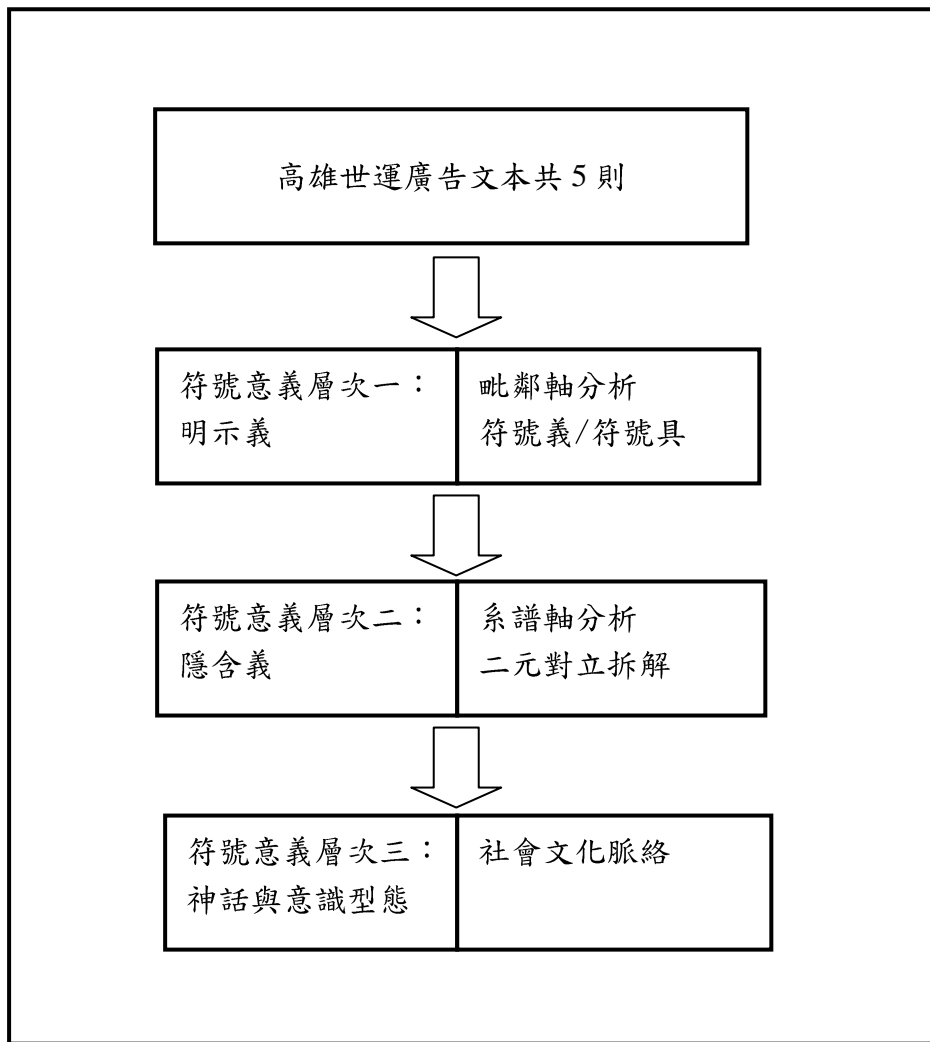 高雄世運廣告文本共 5 則
符號意義層次一：
明示義
毗鄰軸分析
符號義/符號具
符號意義層次二：
隱含義
系譜軸分析
二元對立拆解
符號意義層次三：
神話與意識型態
社會文化脈絡